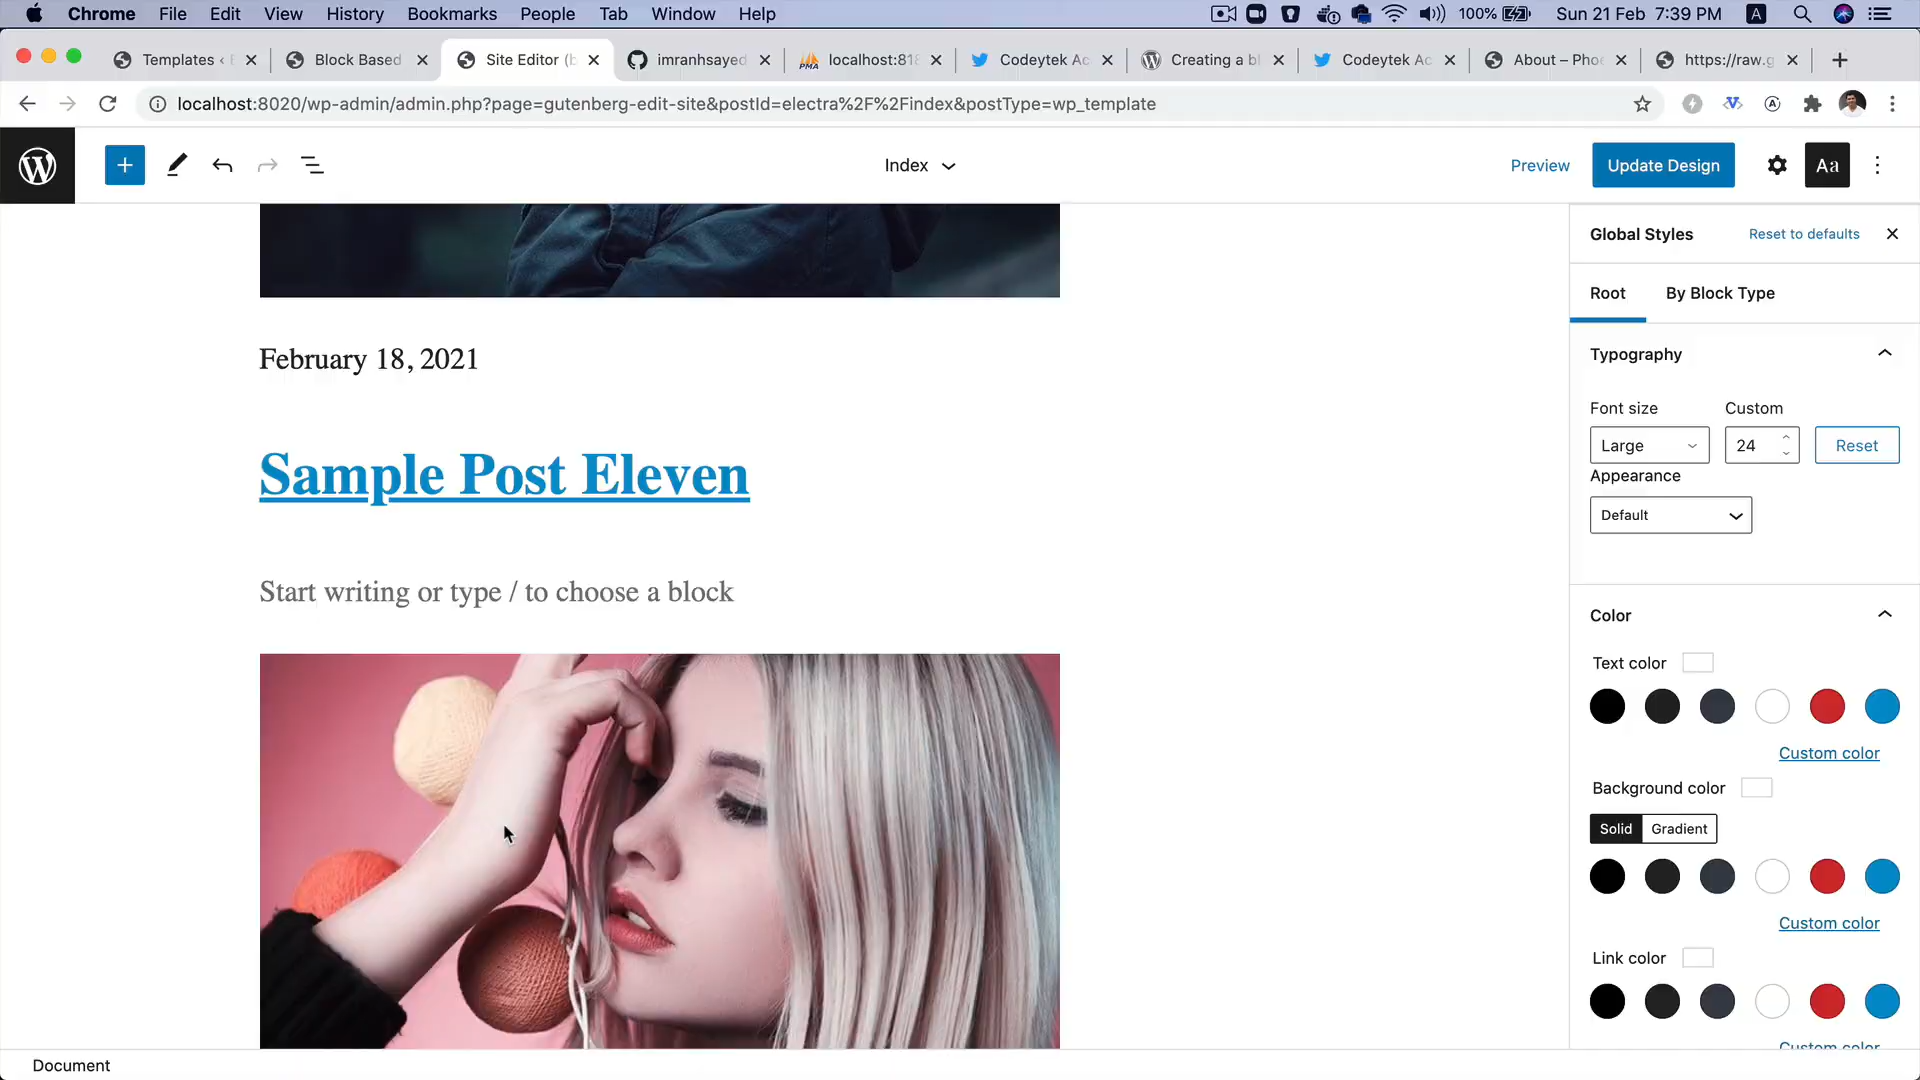 Chrome File Edit View History Bookmarks People Tab Window Help 100% Sun 21 Feb 7:39 PM A
Templates ‹ Block Based Site Editor (b imranhsayed localhost:818 Codeytek Ac Creating a bl Codeytek Ac About – Pho https://raw.g
localhost:8020/wp-admin/admin.php?page=gutenberg-edit-site&postId=electra%2F%2Findex&postType=wp_template
Index Preview Update Design Aa
Global Styles Reset to defaults
Root By Block Type
Typography
Font size Custom
Large 24 Reset
Appearance
Default
Color
Text color
Custom color
Background color
Solid Gradient
Custom color
Link color
Custom color
February 18, 2021
Sample Post Eleven
Start writing or type / to choose a block
Document